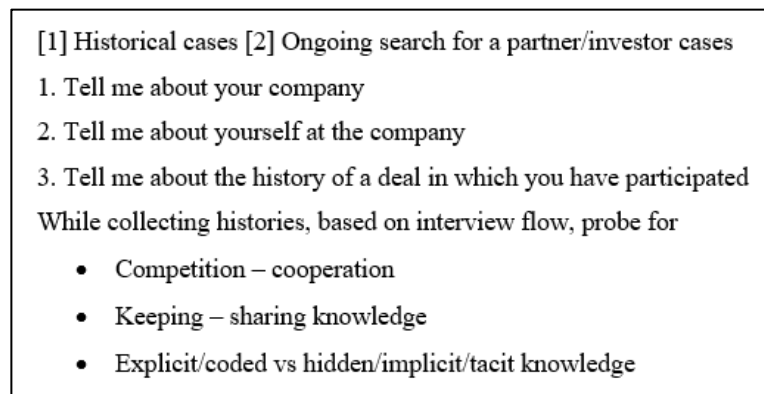 [1] Historical cases [2] Ongoing search for a partner/investor cases
1. Tell me about your company
2. Tell me about yourself at the company
3. Tell me about the history of a deal in which you have participated
While collecting histories, based on interview flow, probe for
• Competition – cooperation
• Keeping – sharing knowledge
• Explicit/coded vs hidden/implicit/tacit knowledge